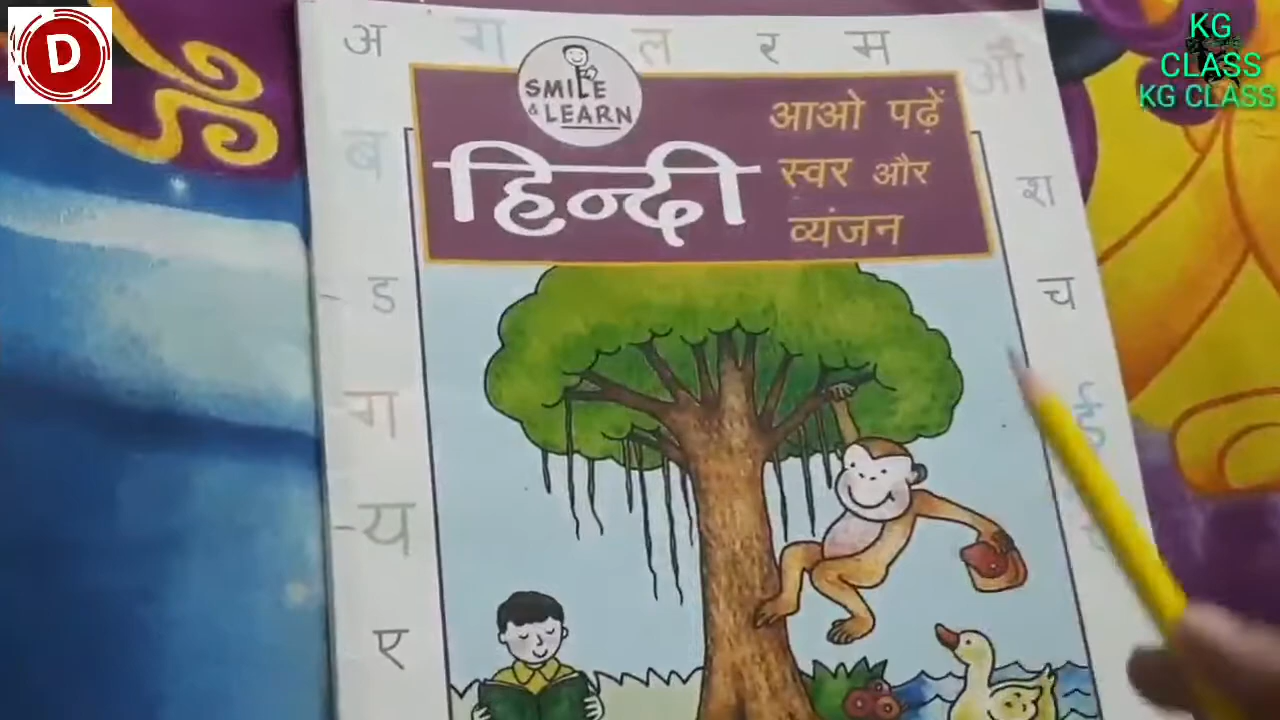 D
KG
CLASS
KG CLASS
अ ग ल र म औ
SMILE
& LEARN
हिन्दी
आओ पढ़ें
स्वर और
व्यंजन
ब
श
ड
च
ग
ई
य
ए